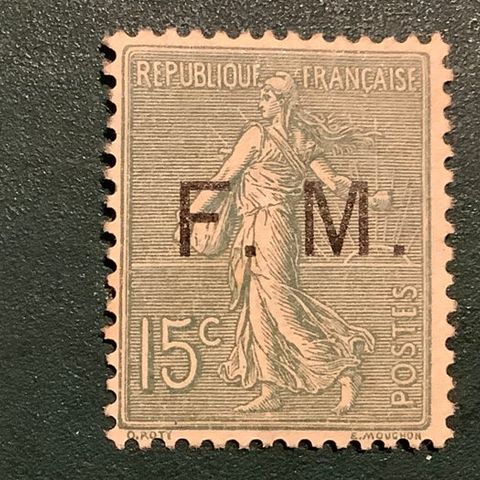 REPUBLIQUE FRANÇAISE
F. M.
15c
POSTES
O. ROTY
E. MOUCHON